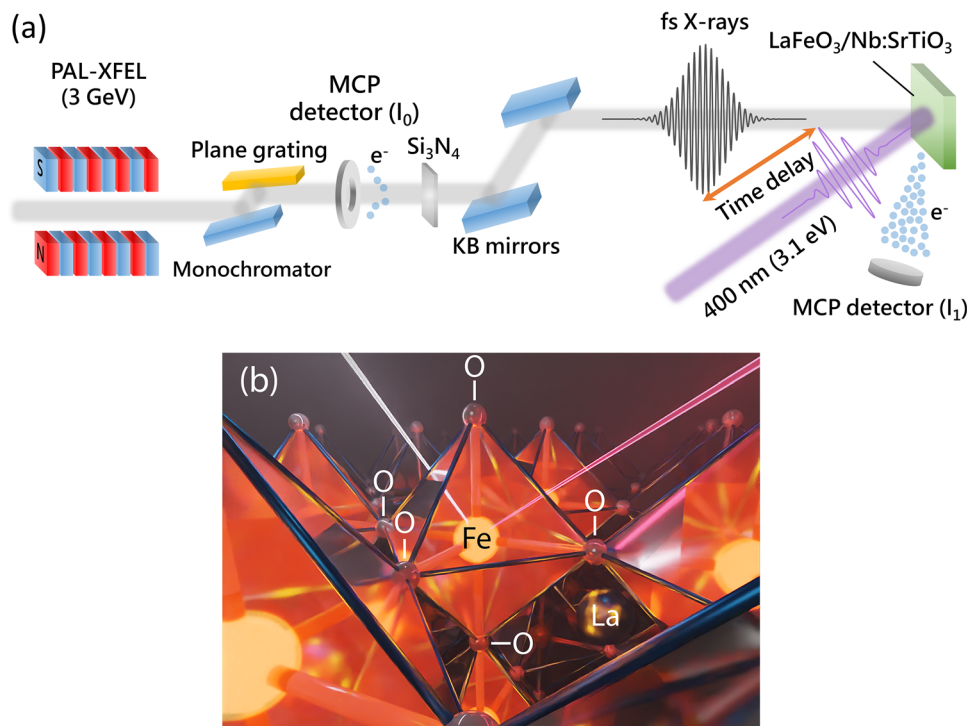 (a)
fs X-rays
LaFeO₃/Nb:SrTiO₃
PAL-XFEL
(3 GeV)
MCP
detector (I₀)
Plane grating
e⁻
Si₃N₄
S
N
Monochromator
KB mirrors
Time delay
400 nm (3.1 eV)
e⁻
MCP detector (I₁)
(b)
O
O
O
O
Fe
La
O